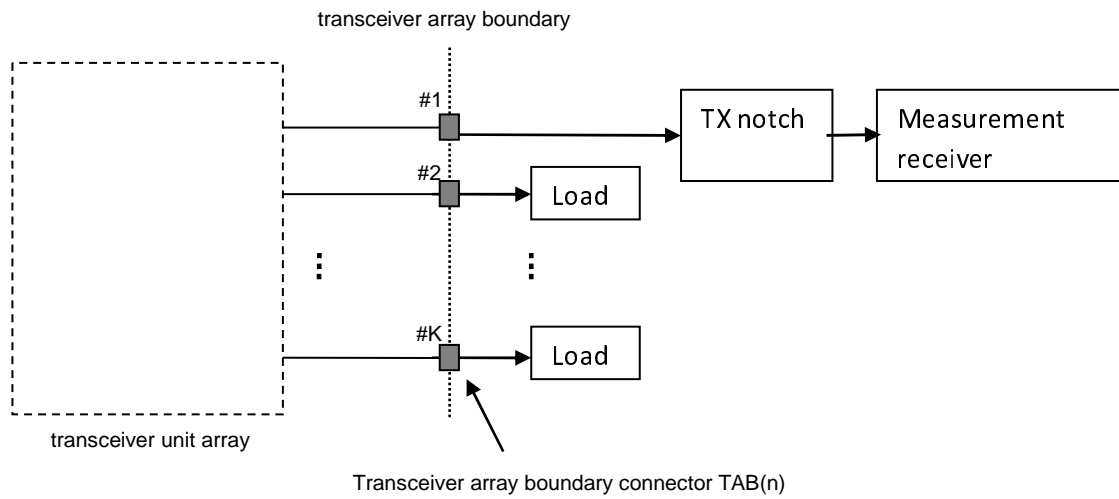 transceiver array boundary
#1
TX notch
Measurement
receiver
#2
Load
#K
Load
transceiver unit array
Transceiver array boundary connector TAB(n)